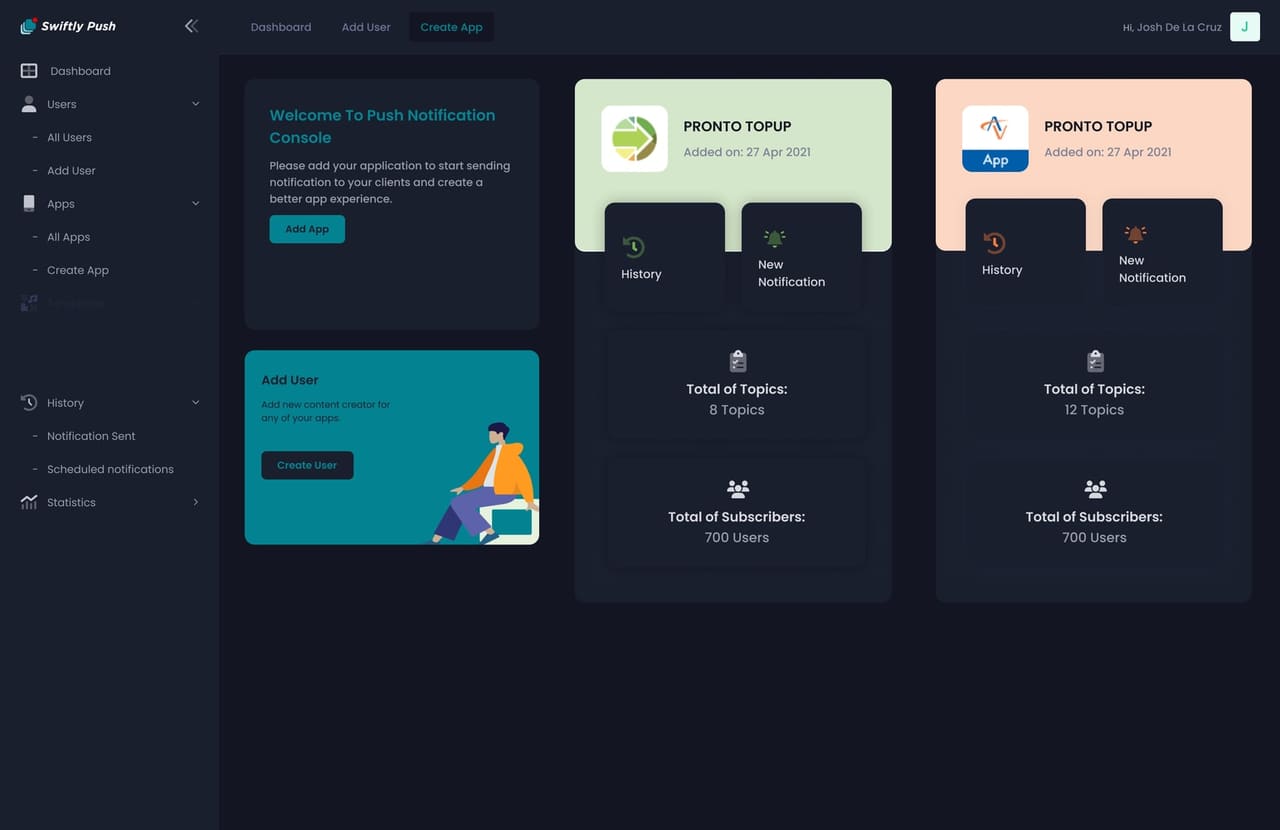 Swiftly Push
Dashboard
Add User
Create App
Hi, Josh De La Cruz
J
Dashboard
Users
- All Users
- Add User
Apps
- All Apps
- Create App
History
- Notification Sent
- Scheduled notifications
Statistics
Welcome To Push Notification
Console
Please add your application to start sending
notification to your clients and create a
better app experience.
Add App
Add User
Add new content creator for
any of your apps.
Create User
PRONTO TOPUP
Added on: 27 Apr 2021
History
New
Notification
Total of Topics:
8 Topics
Total of Subscribers:
700 Users
App
PRONTO TOPUP
Added on: 27 Apr 2021
History
New
Notification
Total of Topics:
12 Topics
Total of Subscribers:
700 Users